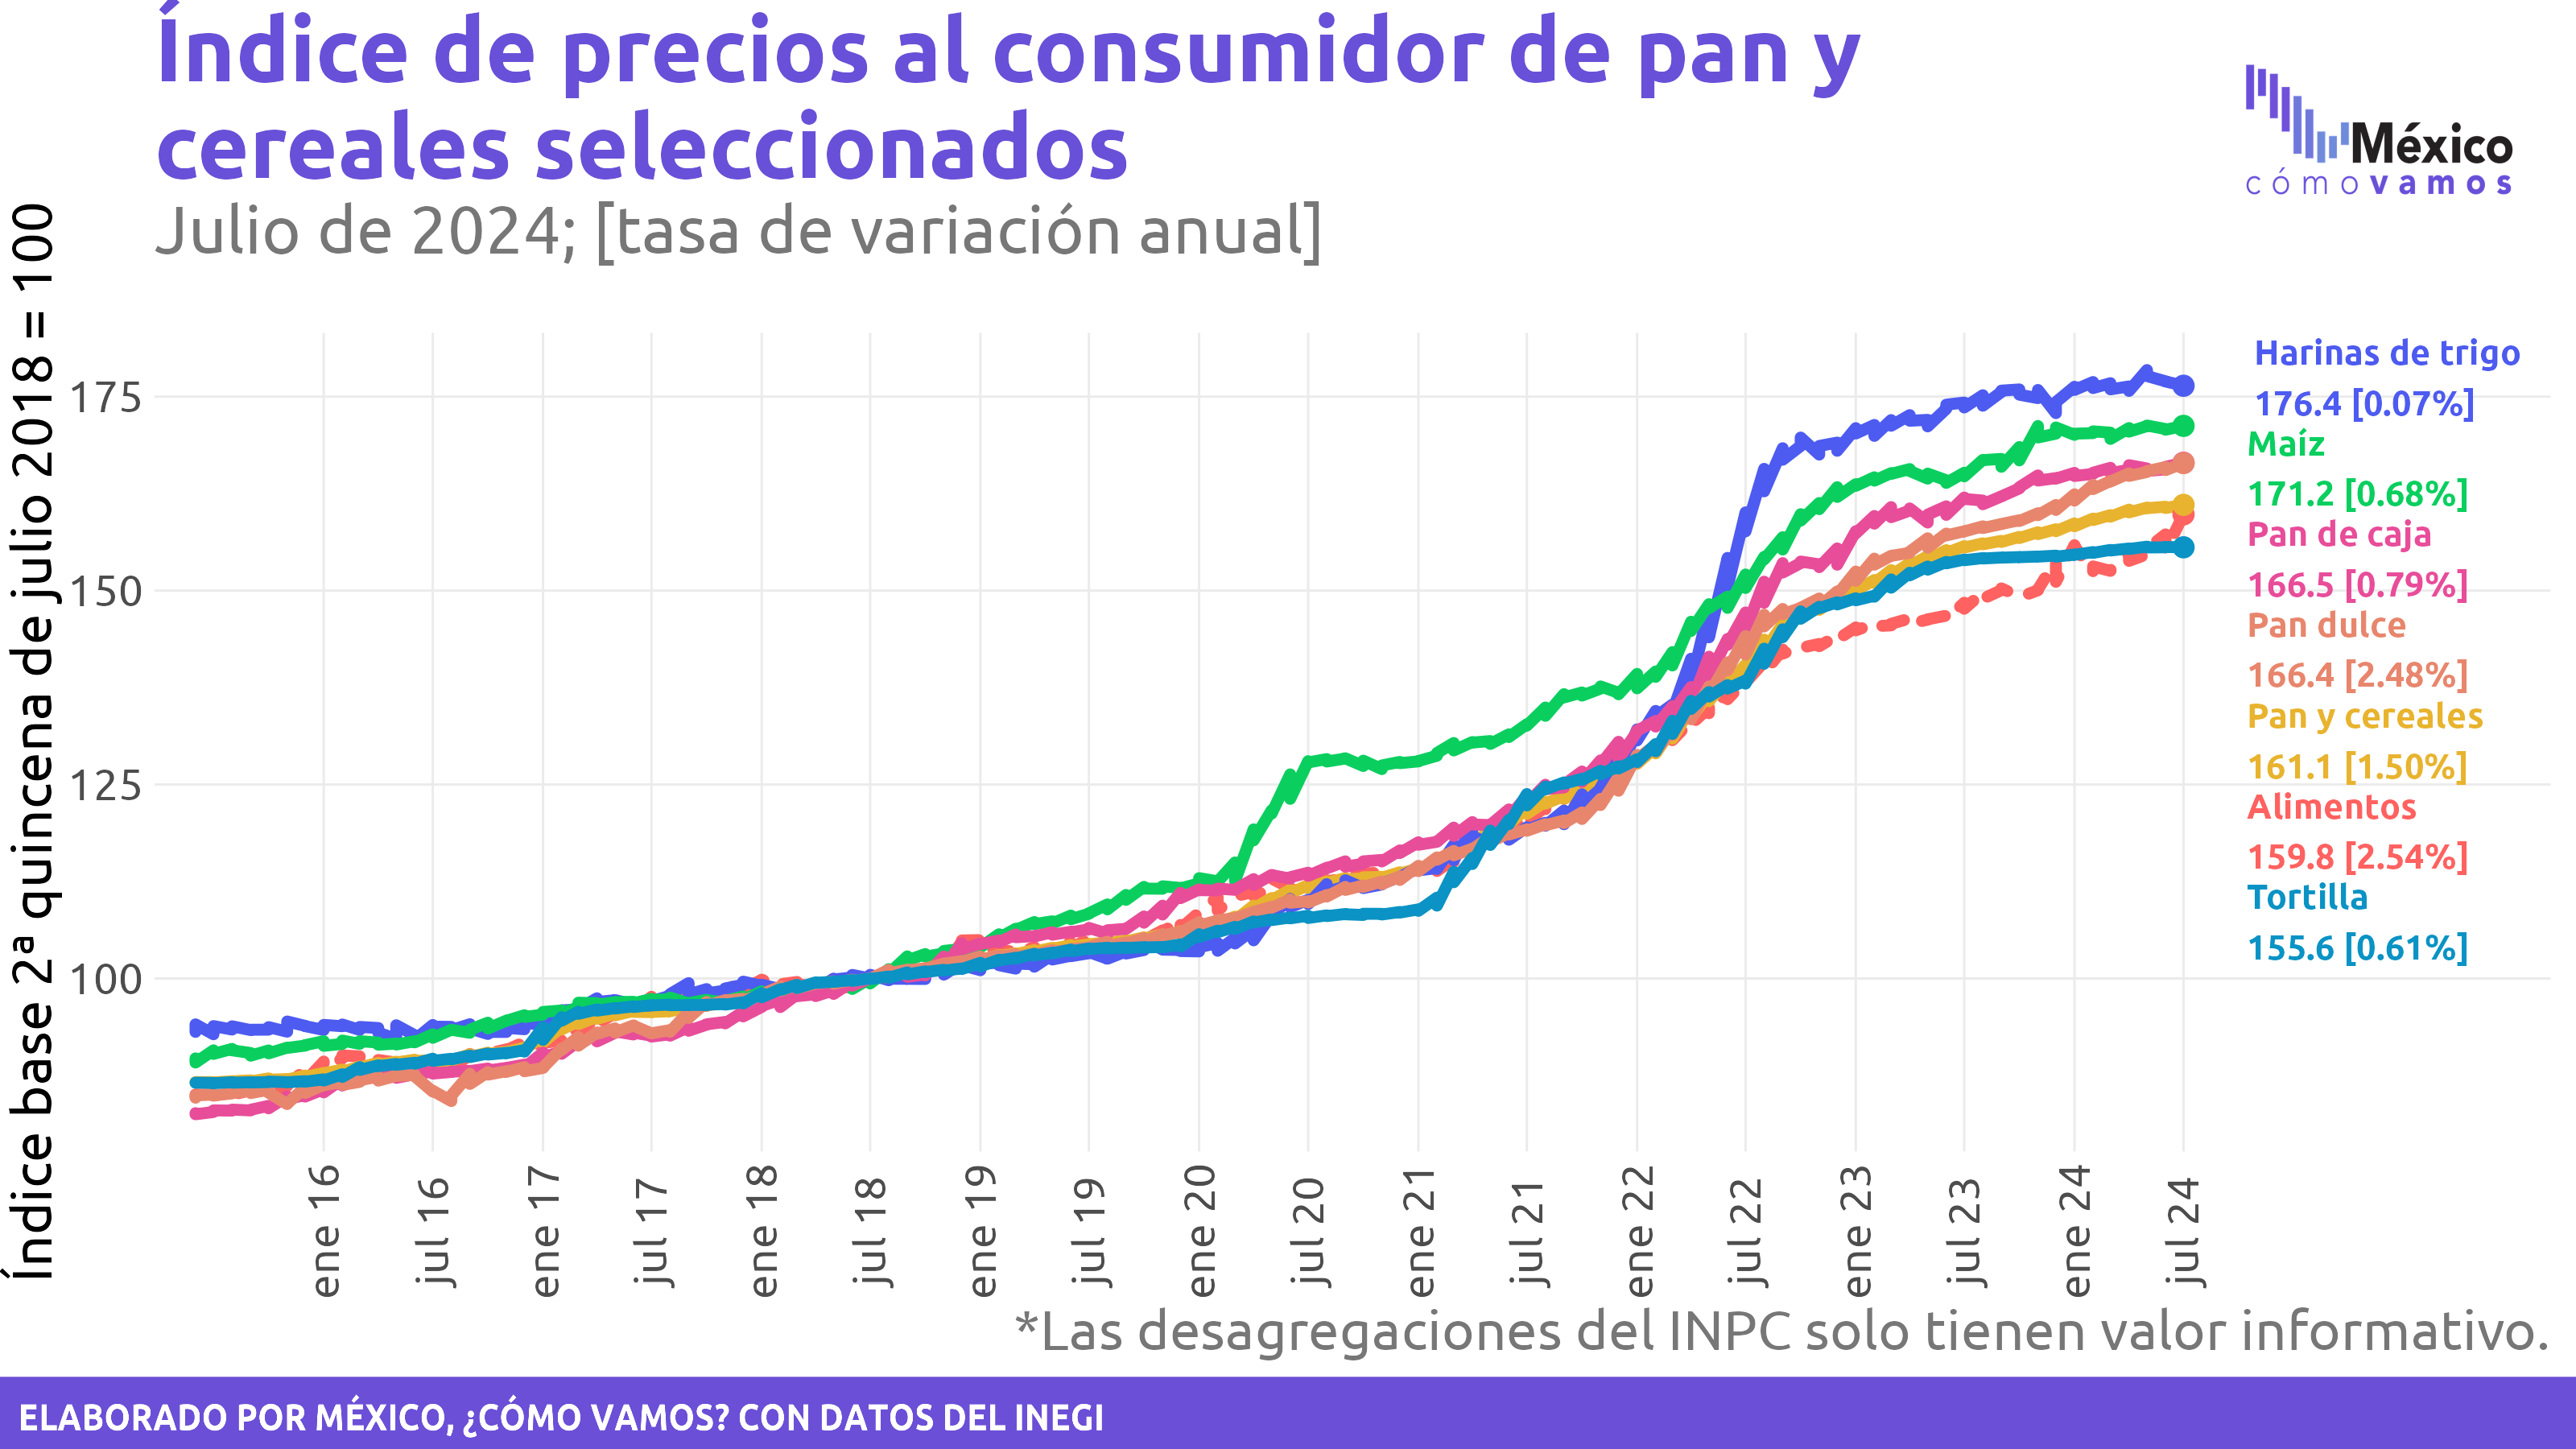 Índice de precios al consumidor de pan y
cereales seleccionados
Julio de 2024; [tasa de variación anual]
México
cómo vamos
Índice base 2ª quincena de julio 2018 = 100
175
150
125
100
Harinas de trigo
176.4 [0.07%]
Maíz
171.2 [0.68%]
Pan de caja
166.5 [0.79%]
Pan dulce
166.4 [2.48%]
Pan y cereales
161.1 [1.50%]
Alimentos
159.8 [2.54%]
Tortilla
155.6 [0.61%]
ene 16
jul 16
ene 17
jul 17
ene 18
jul 18
ene 19
jul 19
ene 20
jul 20
ene 21
jul 21
ene 22
jul 22
ene 23
jul 23
ene 24
jul 24
*Las desagregaciones del INPC solo tienen valor informativo.
ELABORADO POR MÉXICO, ¿CÓMO VAMOS? CON DATOS DEL INEGI